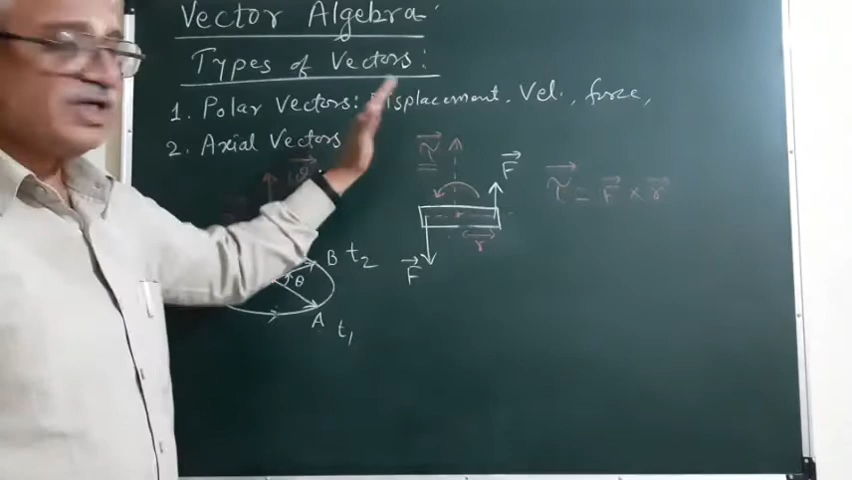 Vector Algebra
Types of Vectors:
1. Polar Vectors: Displacement, Vel., force,
2. Axial Vectors
τ
F
τ = F × r
r
F
θ
B t2
A t1